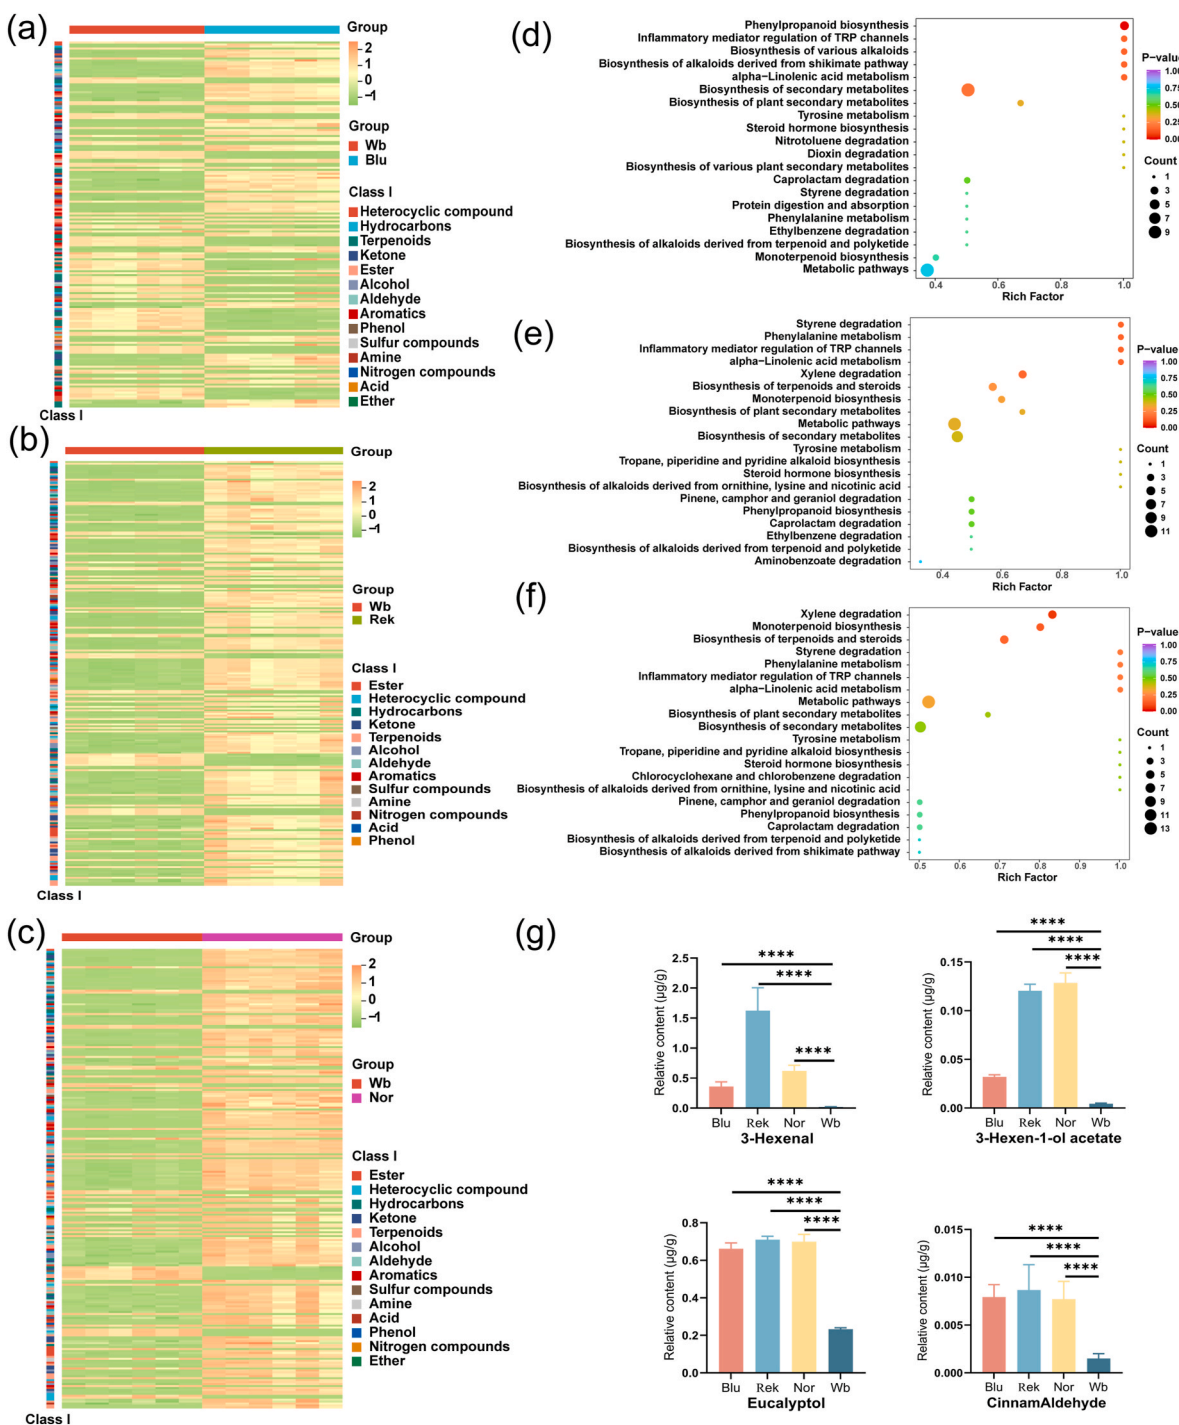 (a)
Group
2
1
0
−1
Group
Wb
Blu
Class I
Heterocyclic compound
Hydrocarbons
Terpenoids
Ketone
Ester
Alcohol
Aldehyde
Aromatics
Phenol
Sulfur compounds
Amine
Nitrogen compounds
Acid
Ether
Class I
(b)
Group
2
1
0
−1
Group
Wb
Rek
Class I
Ester
Heterocyclic compound
Hydrocarbons
Ketone
Terpenoids
Alcohol
Aldehyde
Aromatics
Sulfur compounds
Amine
Nitrogen compounds
Acid
Phenol
Class I
(c)
Group
2
1
0
−1
Group
Wb
Nor
Class I
Ester
Heterocyclic compound
Hydrocarbons
Ketone
Terpenoids
Alcohol
Aldehyde
Aromatics
Sulfur compounds
Amine
Acid
Phenol
Nitrogen compounds
Ether
Class I
(d)
Phenylpropanoid biosynthesis
Inflammatory mediator regulation of TRP channels
Biosynthesis of various alkaloids
Biosynthesis of alkaloids derived from shikimate pathway
alpha−Linolenic acid metabolism
Biosynthesis of secondary metabolites
Biosynthesis of plant secondary metabolites
Tyrosine metabolism
Steroid hormone biosynthesis
Nitrotoluene degradation
Dioxin degradation
Biosynthesis of various plant secondary metabolites
Caprolactam degradation
Styrene degradation
Protein digestion and absorption
Phenylalanine metabolism
Ethylbenzene degradation
Biosynthesis of alkaloids derived from terpenoid and polyketide
Monoterpenoid biosynthesis
Metabolic pathways
0.4 0.6 0.8 1.0
Rich Factor
P−value
1.00
0.75
0.50
0.25
0.00
Count
1
3
5
7
9
(e)
Styrene degradation
Phenylalanine metabolism
Inflammatory mediator regulation of TRP channels
alpha−Linolenic acid metabolism
Xylene degradation
Biosynthesis of terpenoids and steroids
Monoterpenoid biosynthesis
Biosynthesis of plant secondary metabolites
Metabolic pathways
Biosynthesis of secondary metabolites
Tyrosine metabolism
Tropane, piperidine and pyridine alkaloid biosynthesis
Steroid hormone biosynthesis
Biosynthesis of alkaloids derived from ornithine, lysine and nicotinic acid
Pinene, camphor and geraniol degradation
Phenylpropanoid biosynthesis
Caprolactam degradation
Ethylbenzene degradation
Biosynthesis of alkaloids derived from terpenoid and polyketide
Aminobenzoate degradation
0.4 0.6 0.8 1.0
Rich Factor
P−value
1.00
0.75
0.50
0.25
0.00
Count
1
3
5
7
9
11
(f)
Xylene degradation
Monoterpenoid biosynthesis
Biosynthesis of terpenoids and steroids
Styrene degradation
Phenylalanine metabolism
Inflammatory mediator regulation of TRP channels
alpha−Linolenic acid metabolism
Metabolic pathways
Biosynthesis of plant secondary metabolites
Biosynthesis of secondary metabolites
Tyrosine metabolism
Tropane, piperidine and pyridine alkaloid biosynthesis
Steroid hormone biosynthesis
Chlorocyclohexane and chlorobenzene degradation
Biosynthesis of alkaloids derived from ornithine, lysine and nicotinic acid
Pinene, camphor and geraniol degradation
Phenylpropanoid biosynthesis
Caprolactam degradation
Biosynthesis of alkaloids derived from terpenoid and polyketide
Biosynthesis of alkaloids derived from shikimate pathway
0.5 0.6 0.7 0.8 0.9 1.0
Rich Factor
P−value
1.00
0.75
0.50
0.25
0.00
Count
1
3
5
7
9
11
13
(g)
Relative content (μg/g)
2.5
2.0
1.5
1.0
0.5
0.0
****
****
****
Blu Rek Nor Wb
3-Hexenal
Relative content (μg/g)
0.15
0.10
0.05
0.00
****
****
****
Blu Rek Nor Wb
3-Hexen-1-ol acetate
Relative content (μg/g)
0.8
0.6
0.4
0.2
0.0
****
****
****
Blu Rek Nor Wb
Eucalyptol
Relative content (μg/g)
0.015
0.010
0.005
0.000
****
****
****
Blu Rek Nor Wb
CinnamAldehyde